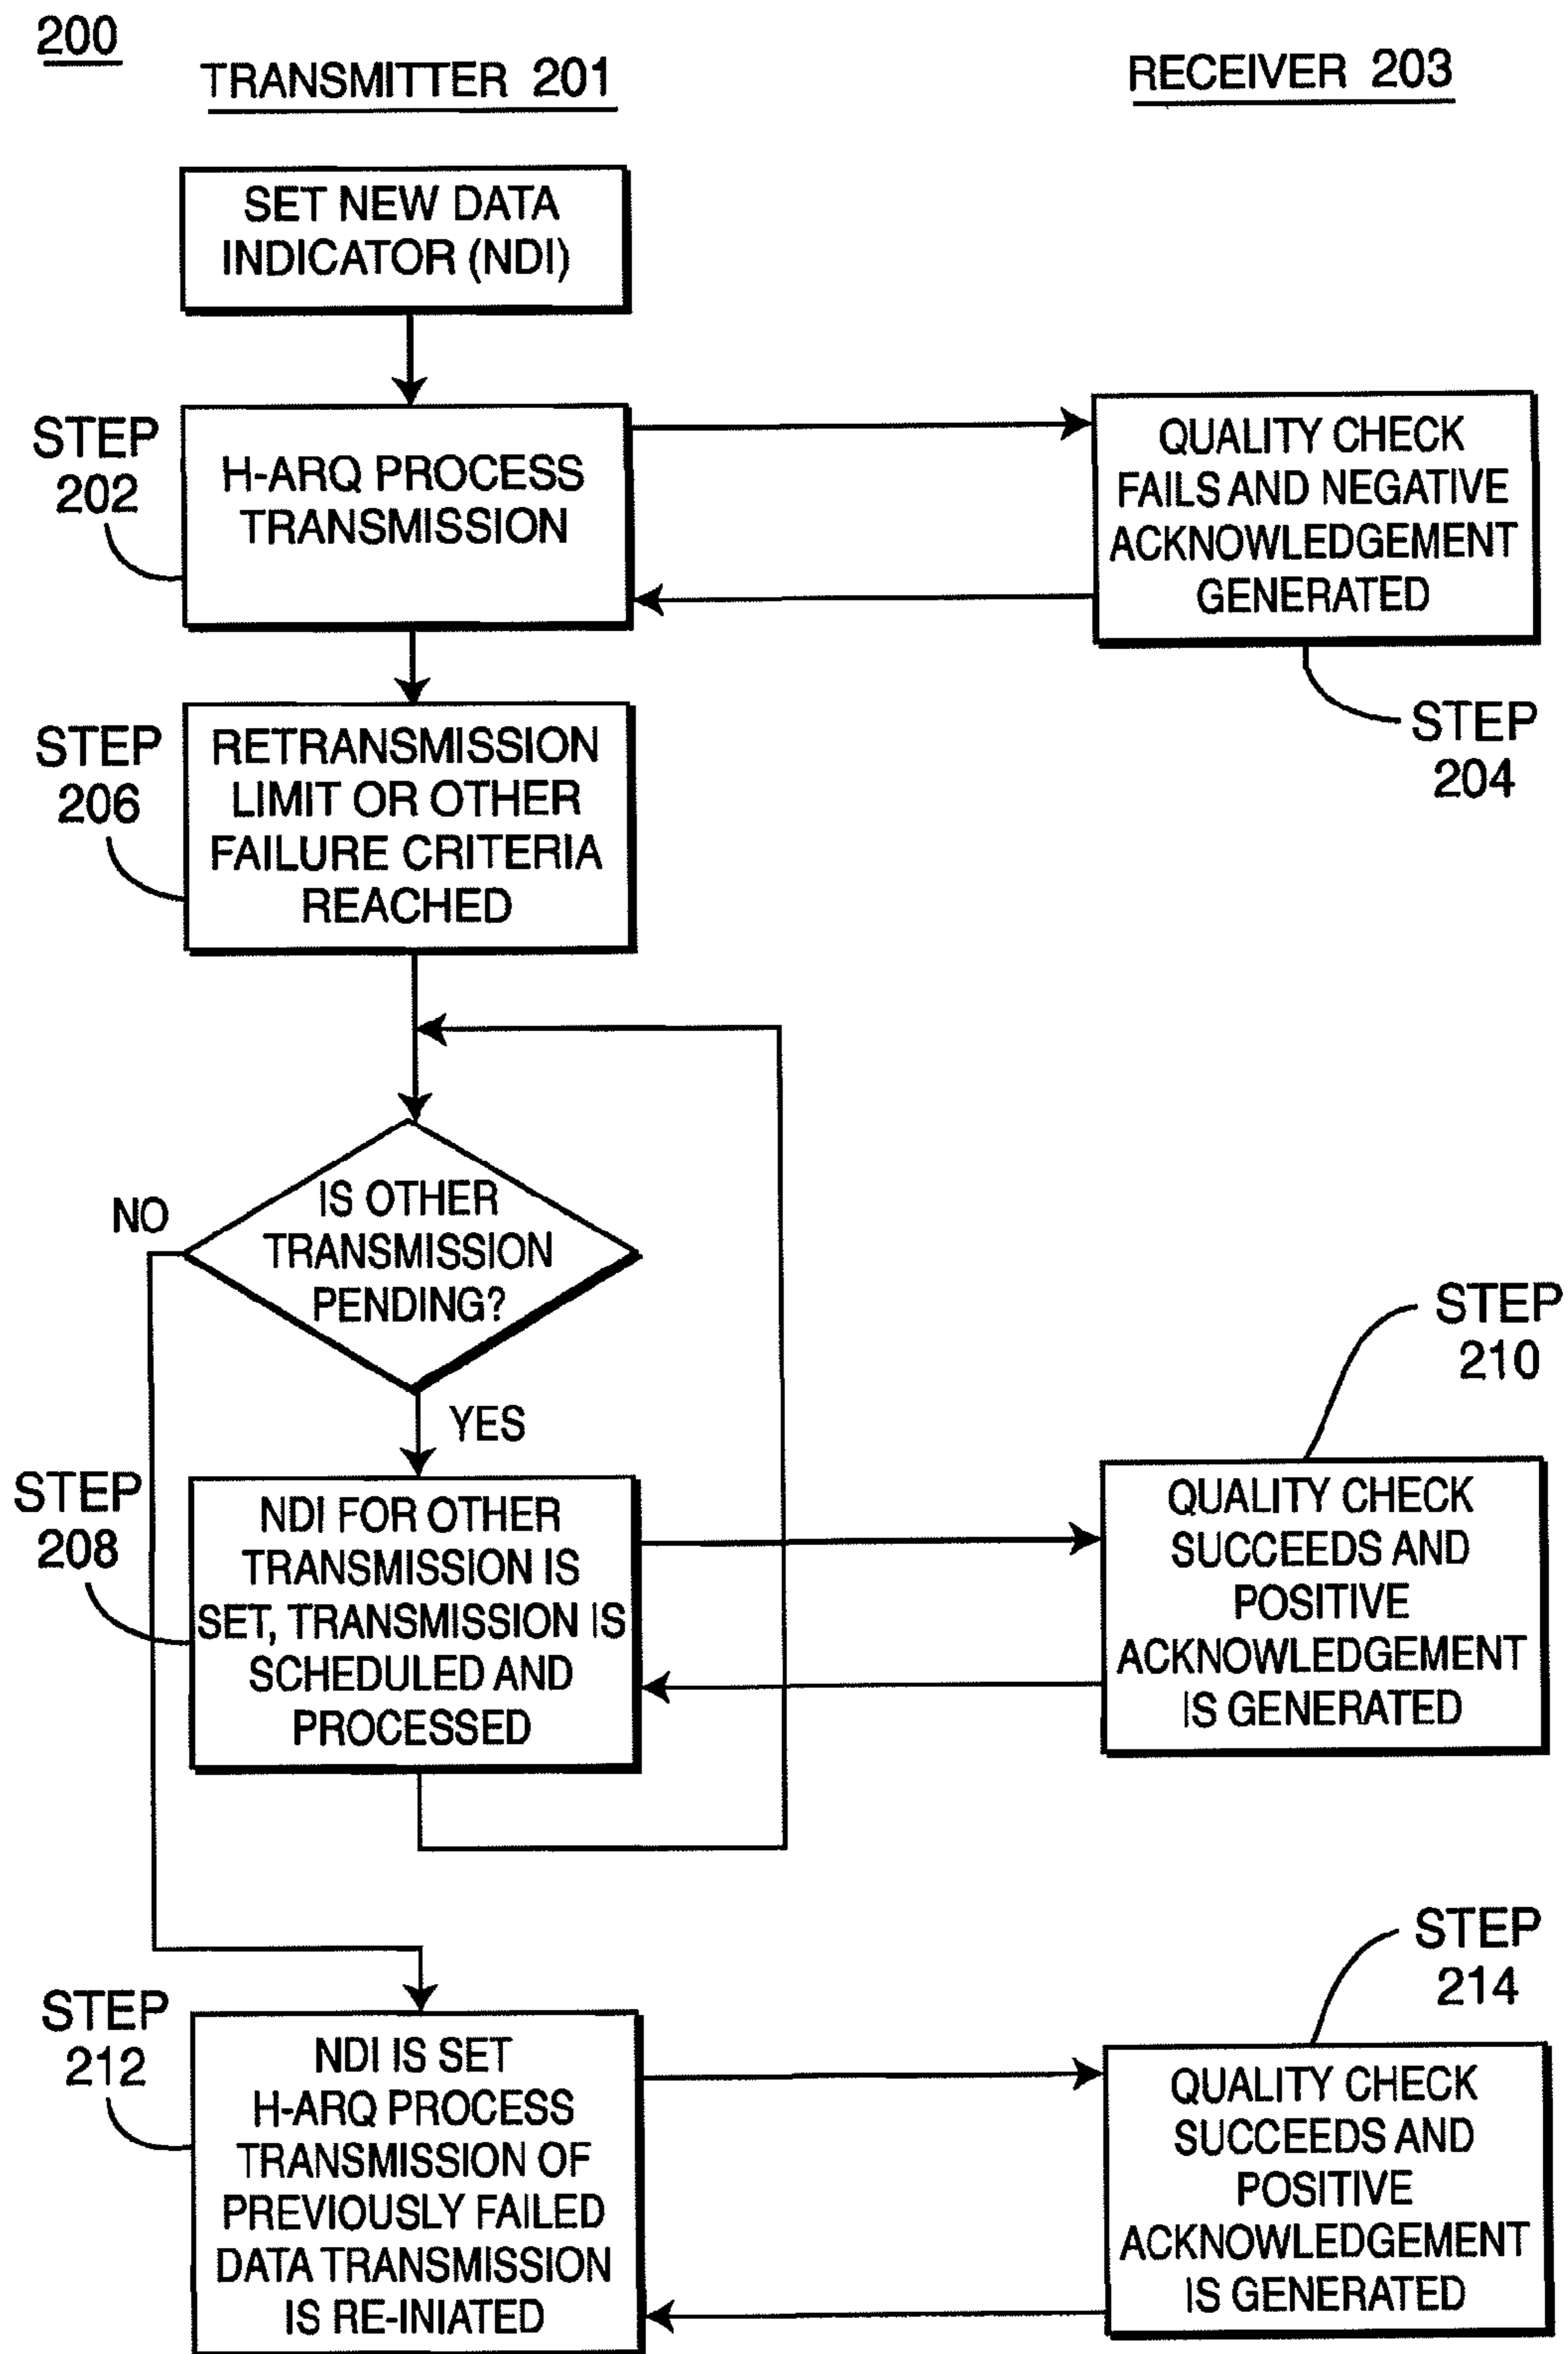 200
TRANSMITTER 201
RECEIVER 203
SET NEW DATA
INDICATOR (NDI)
STEP
202
H-ARQ PROCESS
TRANSMISSION
QUALITY CHECK
FAILS AND NEGATIVE
ACKNOWLEDGEMENT
GENERATED
STEP
204
STEP
206
RETRANSMISSION
LIMIT OR OTHER
FAILURE CRITERIA
REACHED
NO
IS OTHER
TRANSMISSION
PENDING?
YES
STEP
208
NDI FOR OTHER
TRANSMISSION IS
SET, TRANSMISSION IS
SCHEDULED AND
PROCESSED
STEP
210
QUALITY CHECK
SUCCEEDS AND
POSITIVE
ACKNOWLEDGEMENT
IS GENERATED
STEP
212
NDI IS SET
H-ARQ PROCESS
TRANSMISSION OF
PREVIOUSLY FAILED
DATA TRANSMISSION
IS RE-INIATED
STEP
214
QUALITY CHECK
SUCCEEDS AND
POSITIVE
ACKNOWLEDGEMENT
IS GENERATED